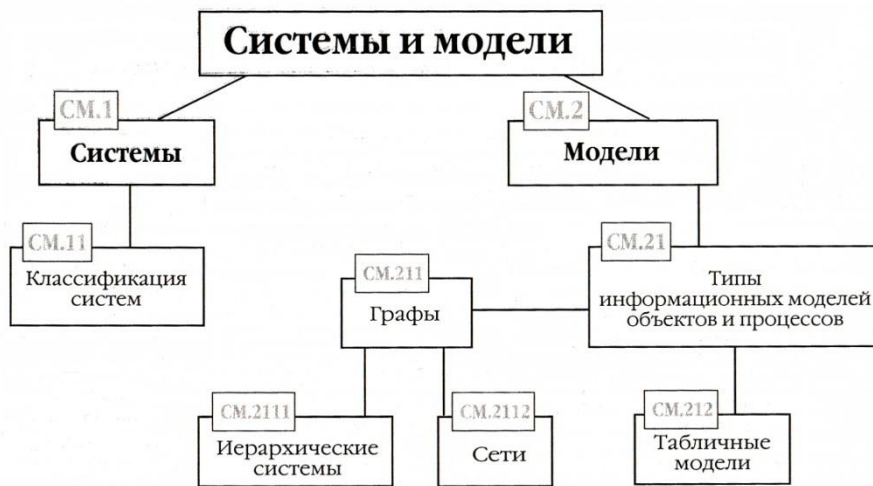 Системы и модели
СМ.1
Системы
СМ.2
Модели
СМ.11
Классификация
систем
СМ.21
Типы
информационных моделей
объектов и процессов
СМ.211
Графы
СМ.2111
Иерархические
системы
СМ.2112
Сети
СМ.212
Табличные
модели